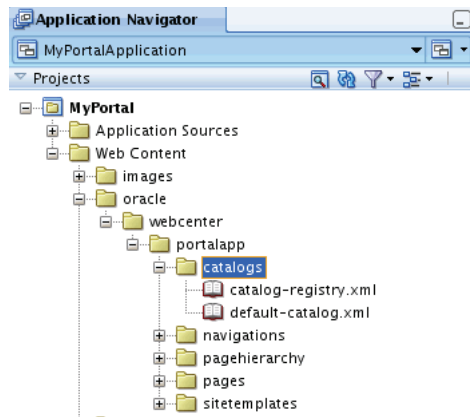 Application Navigator
MyPortalApplication
Projects
MyPortal
Application Sources
Web Content
images
oracle
webcenter
portalapp
catalogs
catalog-registry.xml
default-catalog.xml
navigations
pagehierarchy
pages
sitetemplates